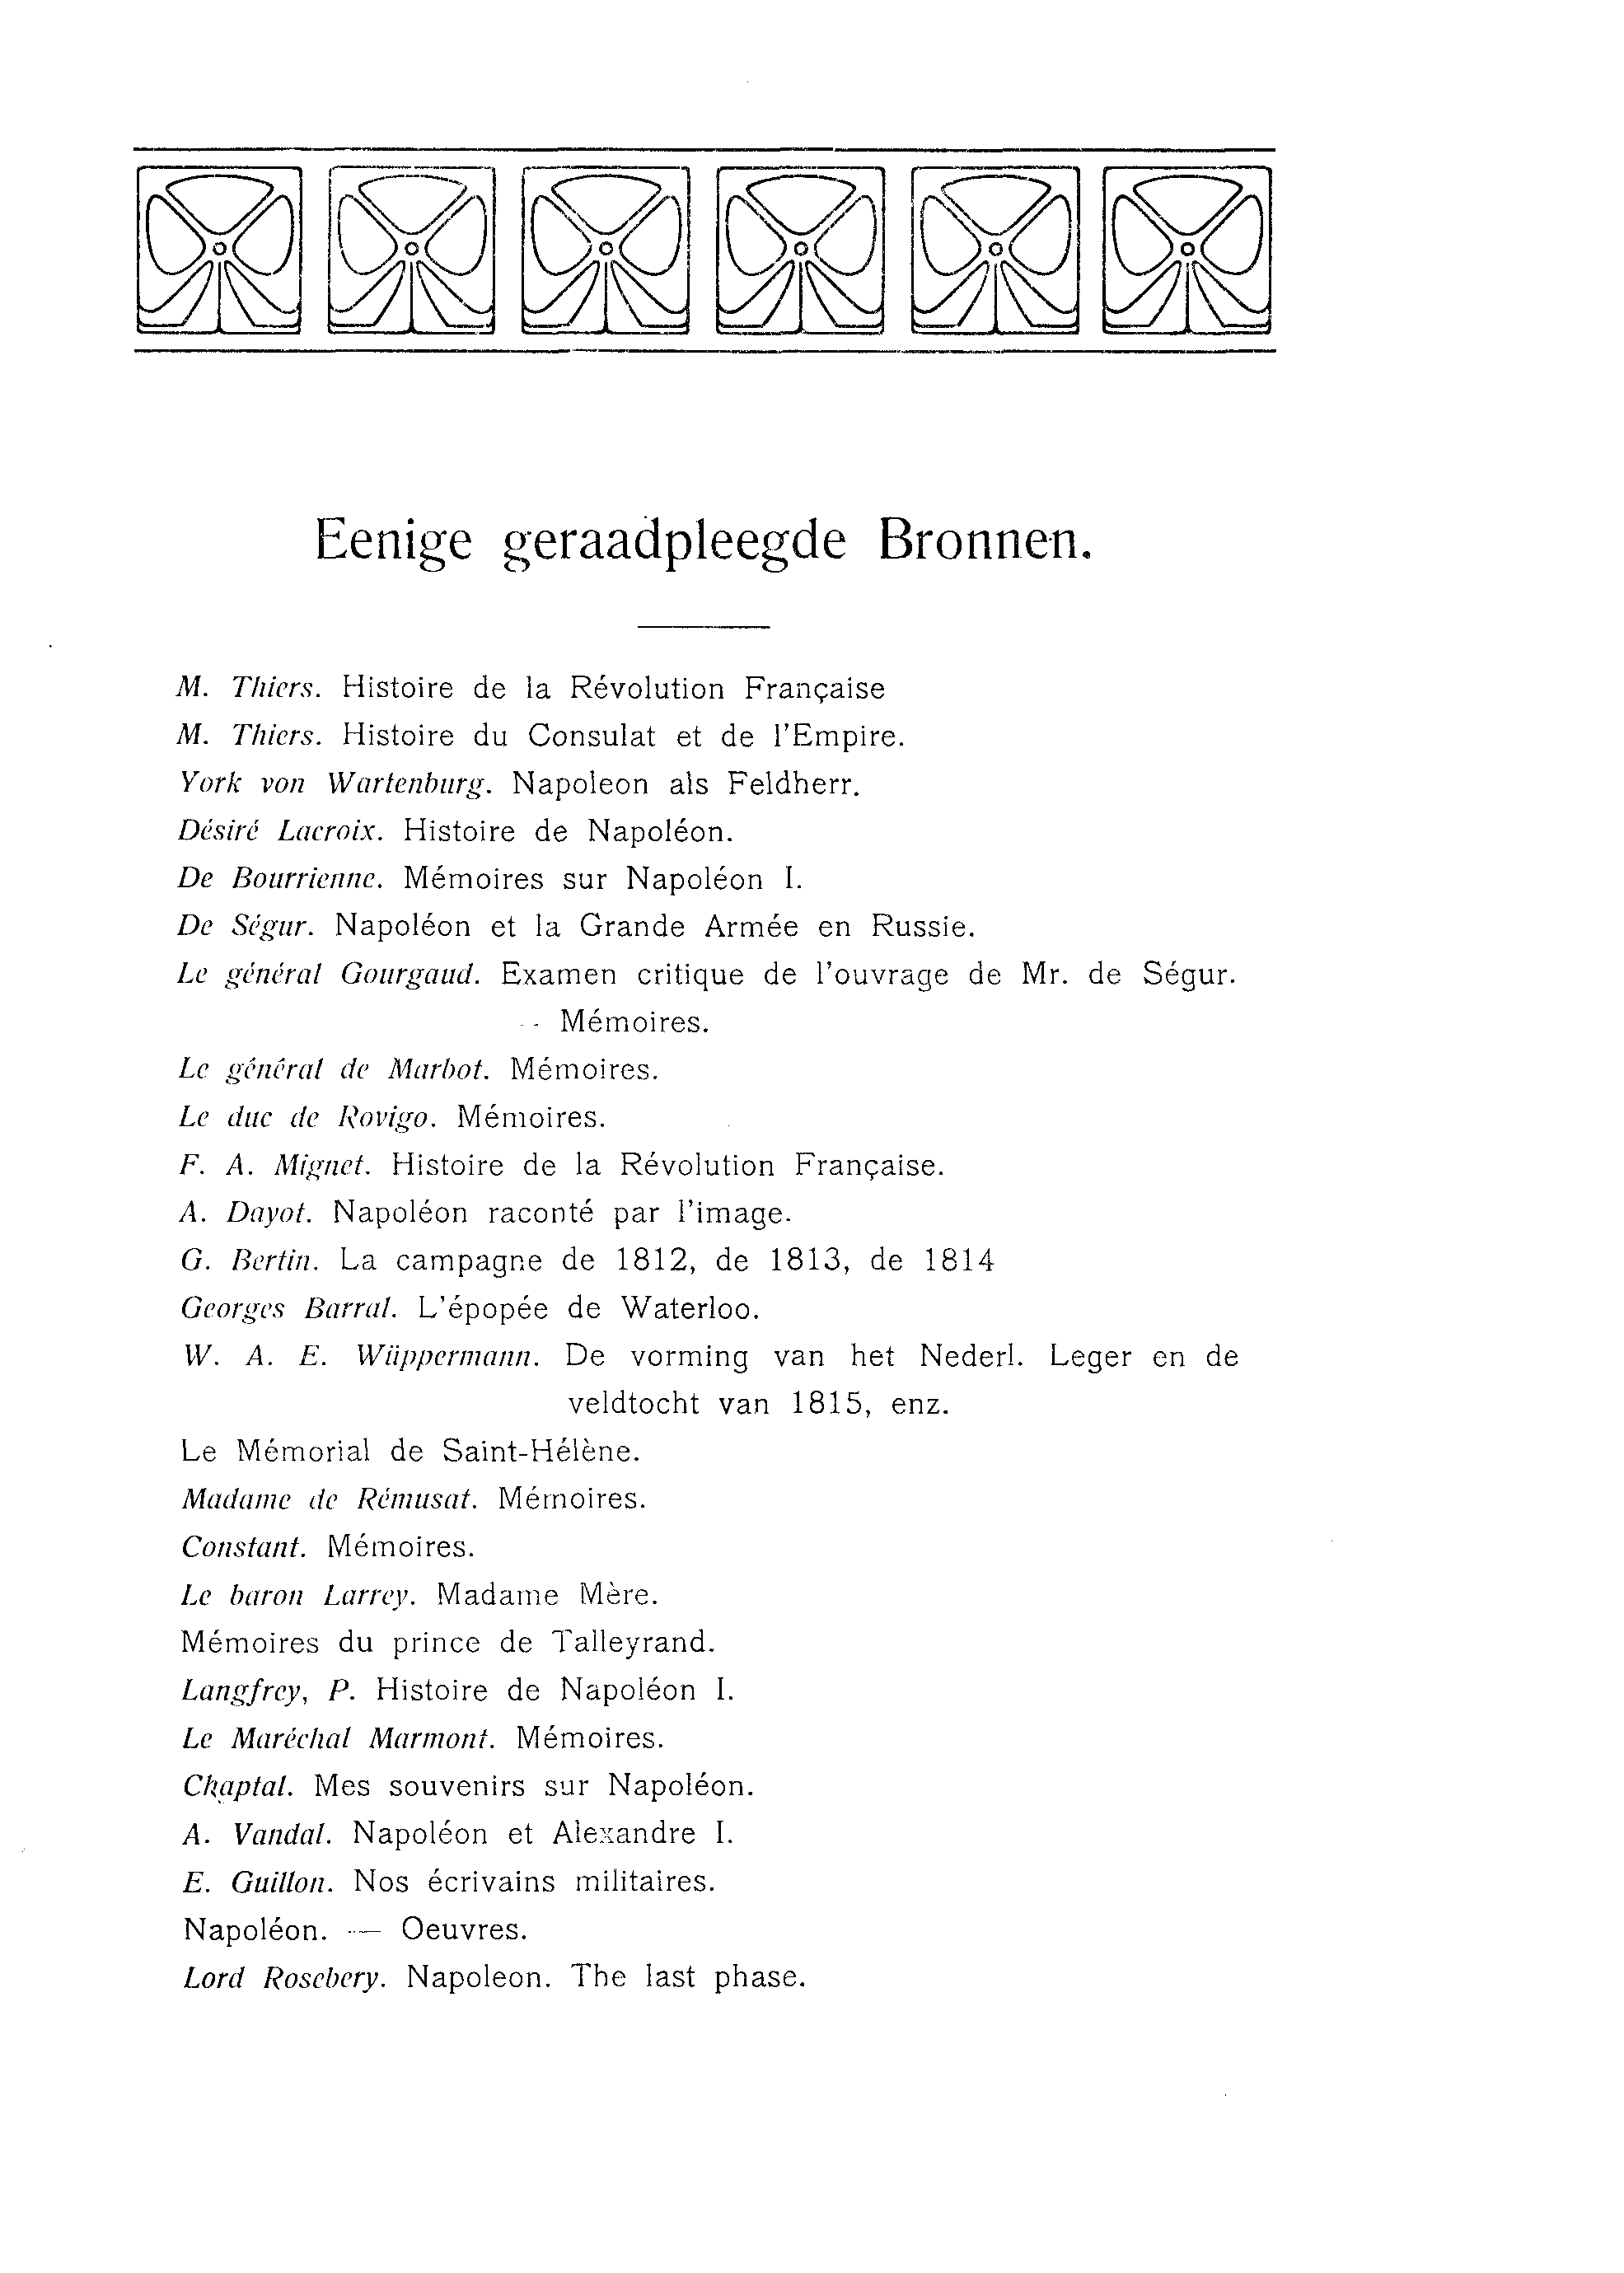 Eenige geraadpleegde Bronnen.
M. Thiers. Histoire de la Révolution Française
M. Thiers. Histoire du Consulat et de l'Empire.
York von Wartenburg. Napoleon als Feldherr.
Désiré Lacroix. Histoire de Napoléon.
De Bourrienne. Mémoires sur Napoléon I.
De Ségur. Napoléon et la Grande Armée en Russie.
Le général Gourgaud. Examen critique de l'ouvrage de Mr. de Ségur.
-- Mémoires.
Le général de Marbot. Mémoires.
Le duc de Rovigo. Mémoires.
F. A. Mignet. Histoire de la Révolution Française.
A. Dayot. Napoléon raconté par l'image.
G. Bertin. La campagne de 1812, de 1813, de 1814
Georges Barral. L'épopée de Waterloo.
W. A. E. Wüppermann. De vorming van het Nederl. Leger en de
veldtocht van 1815, enz.
Le Mémorial de Saint-Hélène.
Madame de Rémusat. Mémoires.
Constant. Mémoires.
Le baron Larrey. Madame Mère.
Mémoires du prince de Talleyrand.
Langfrey, P. Histoire de Napoléon I.
Le Maréchal Marmont. Mémoires.
Chaptal. Mes souvenirs sur Napoléon.
A. Vandal. Napoléon et Alexandre I.
E. Guillon. Nos écrivains militaires.
Napoléon. — Oeuvres.
Lord Rosebery. Napoleon. The last phase.